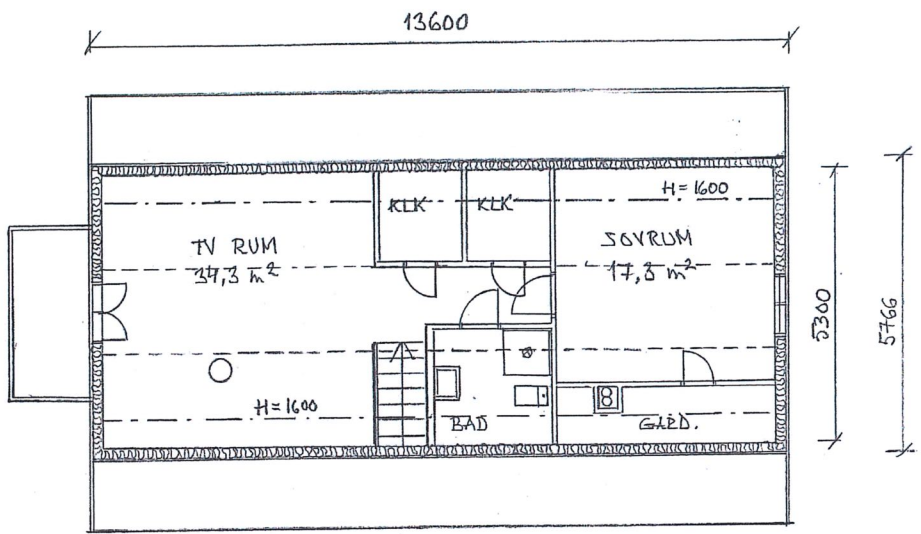 13600
H=1600
KLK
KLK
TV RUM
34,3 m²
SOVRUM
17,3 m²
5300
5766
H=1600
BAD
GARD.